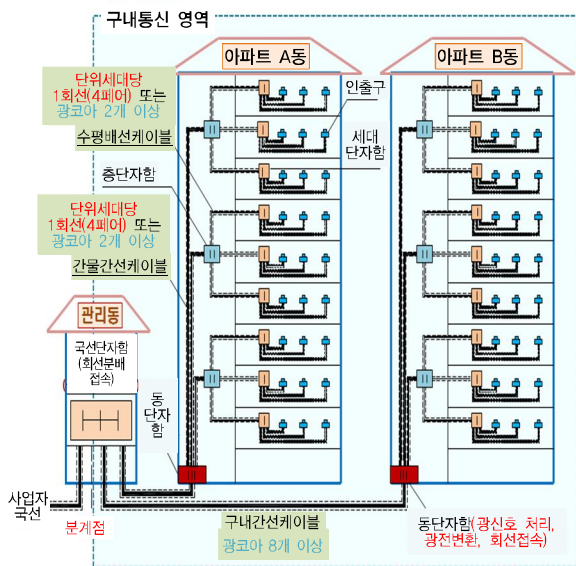 구내통신 영역
아파트 A동
아파트 B동
단위세대당
1회선(4페어) 또는
광코아 2개 이상
인출구
수평배선케이블
세대
단자함
층단자함
단위세대당
1회선(4페어) 또는
광코아 2개 이상
간물간선케이블
관리동
국선단자함
(회선분배
접속)
동
단자
함
사업자
국선
분계점
구내간선케이블
광코아 8개 이상
동단자함(광신호 처리,
광전변환, 회선접속)